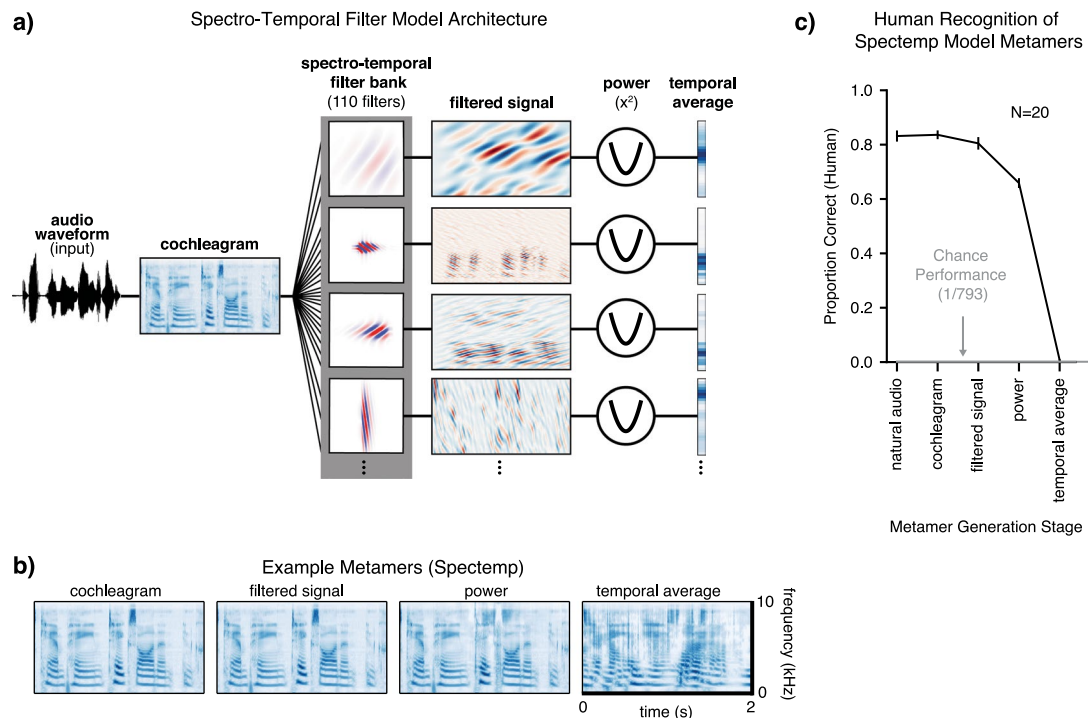 a)
Spectro-Temporal Filter Model Architecture
spectro-temporal
filter bank
(110 filters)
filtered signal
power
(x²)
temporal
average
audio
waveform
(input)
cochleagram
c)
Human Recognition of
Spectemp Model Metamers
N=20
Proportion Correct (Human)
1.0
0.8
0.6
0.4
0.2
0.0
Chance
Performance
(1/793)
natural audio
cochleagram
filtered signal
power
temporal average
Metamer Generation Stage
b)
Example Metamers (Spectemp)
cochleagram
filtered signal
power
temporal average
10
0
frequency (kHz)
0
time (s)
2